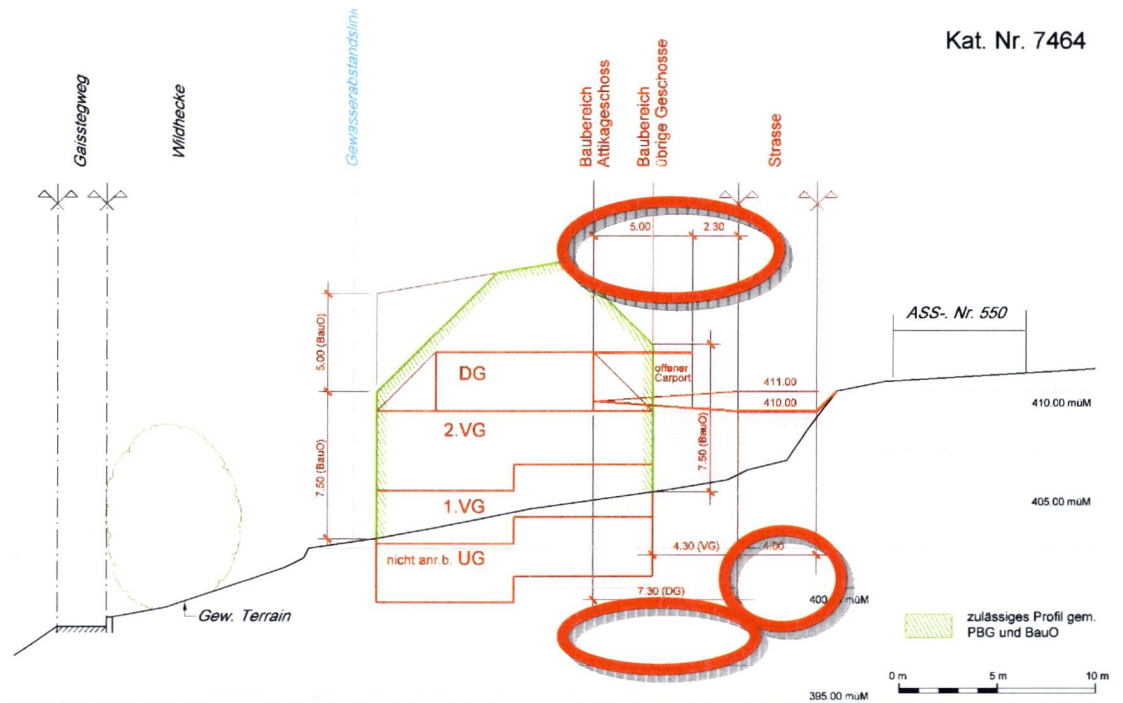 Kat. Nr. 7464
Gaisstegweg
Wildhecke
Gewasserabstandslini
Baubereich
Attikageschoss
Baubereich
übrige Geschosse
Strasse
5.00
2.30
ASS-. Nr. 550
5.00 (BauO)
DG
offener
Carport
411.00
410.00
410.00 müM
2.VG
7.50 (BauO)
7.50 (BauO)
1.VG
405.00 müM
nicht anr.b. UG
4.30 (VG)
4.00
7.30 (DG)
müM
Gew. Terrain
zulässiges Profil gem.
PBG und BauO
0 m
5 m
10 m
395.00 müM